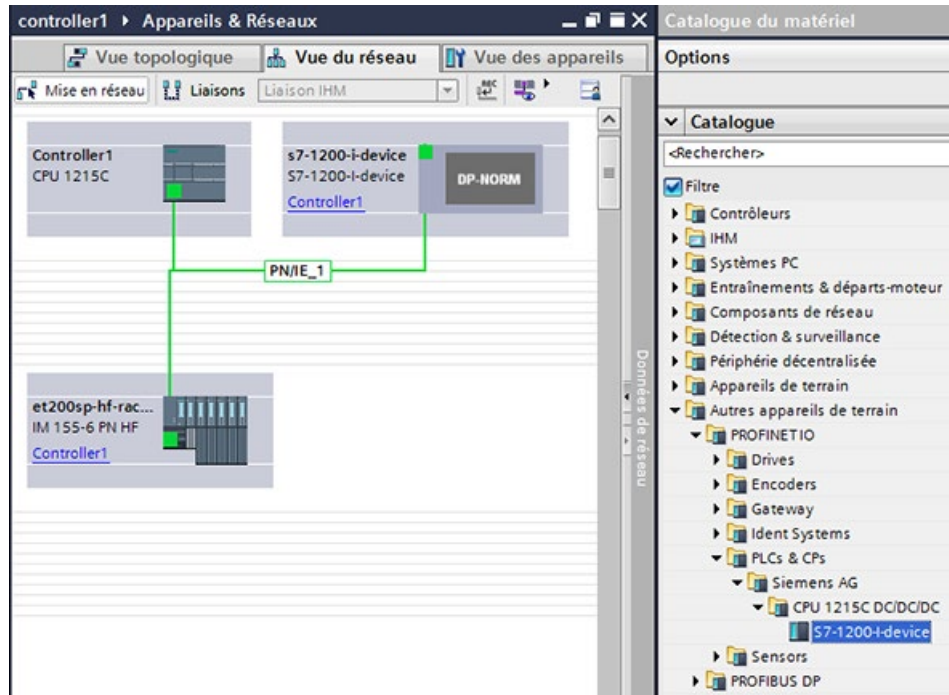 controller1 ▸ Appareils & Réseaux
Vue topologique
Vue du réseau
Vue des appareils
Mise en réseau
Liaisons
Liaison IHM
Controller1
CPU 1215C
s7-1200-i-device
S7-1200-I-device
Controller1
DP-NORM
PN/IE_1
et200sp-hf-rac...
IM 155-6 PN HF
Controller1
Données de réseau
Catalogue du matériel
Options
Catalogue
<Rechercher>
Filtre
Contrôleurs
IHM
Systèmes PC
Entraînements & départs-moteur
Composants de réseau
Détection & surveillance
Périphérie décentralisée
Appareils de terrain
Autres appareils de terrain
PROFINET IO
Drives
Encoders
Gateway
Ident Systems
PLCs & CPs
Siemens AG
CPU 1215C DC/DC/DC
S7-1200-I-device
Sensors
PROFIBUS DP